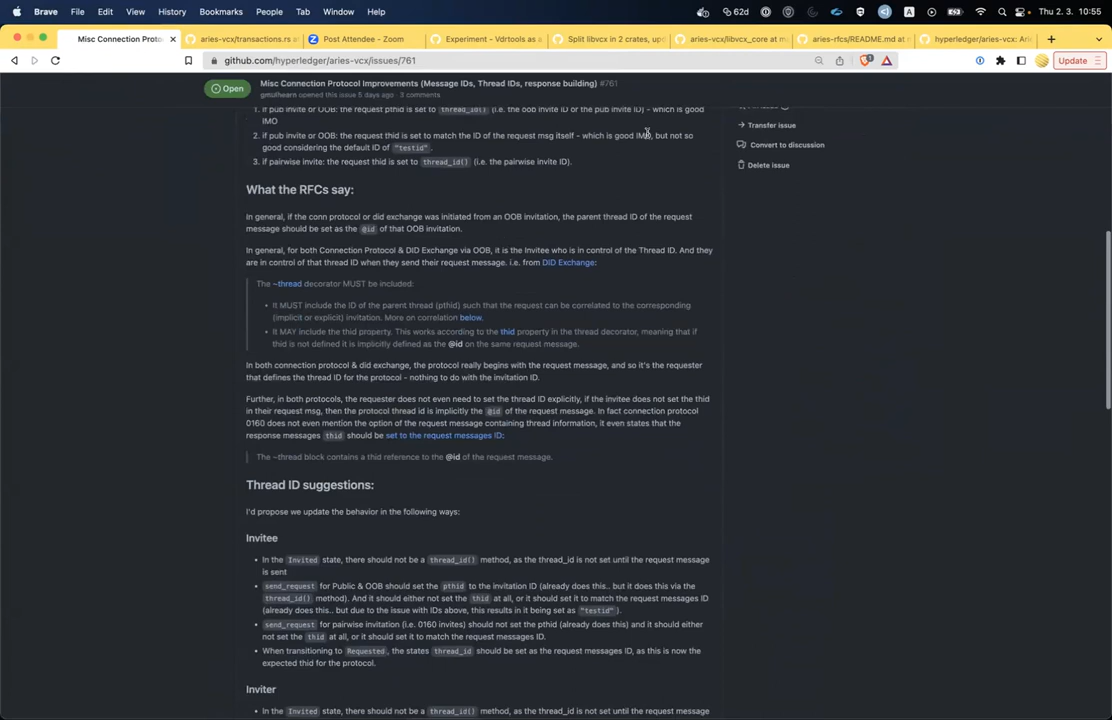 Brave File Edit View History Bookmarks People Tab Window Help 62d A Thu 2. 3. 10:55
Misc Connection Proto aries-vcx/transactions.rs a Post Attendee - Zoom Experiment - Vdrtools as a Split libvcx in 2 crates, upd aries-vcx/libvcx_core at m aries-rfcs/README.md at m hyperledger/aries-vcx: Arie
github.com/hyperledger/aries-vcx/issues/761 Update
Open Misc Connection Protocol Improvements (Message IDs, Thread IDs, response building) #761
gmulhearn opened this issue 5 days ago · 3 comments
1. if pub invite or OOB: the request pthid is set to thread_id() (i.e. the oob invite ID or the pub invite ID) - which is good
IMO
2. if pub invite or OOB: the request thid is set to match the ID of the request msg itself - which is good IMO, but not so
good considering the default ID of "testid".
3. if pairwise invite: the request thid is set to thread_id() (i.e. the pairwise invite ID).
Transfer issue
Convert to discussion
Delete issue
What the RFCs say:
In general, if the conn protocol or did exchange was initiated from an OOB invitation, the parent thread ID of the request
message should be set as the @id of that OOB invitation.
In general, for both Connection Protocol & DID Exchange via OOB, it is the Invitee who is in control of the Thread ID. And they
are in control of that thread ID when they send their request message. i.e. from DID Exchange:
The ~thread decorator MUST be included:
• It MUST include the ID of the parent thread (pthid) such that the request can be correlated to the corresponding
(implicit or explicit) invitation. More on correlation below.
• It MAY include the thid property. This works according to the thid property in the thread decorator, meaning that if
thid is not defined it is implicitly defined as the @id on the same request message.
In both connection protocol & did exchange, the protocol really begins with the request message, and so it's the requester
that defines the thread ID for the protocol - nothing to do with the invitation ID.
Further, in both protocols, the requester does not even need to set the thread ID explicitly, if the invitee does not set the thid
in their request msg, then the protocol thread id is implicitly the @id of the request message. In fact connection protocol
0160 does not even mention the option of the request message containing thread information, it even states that the
response messages thid should be set to the request messages ID:
The ~thread block contains a thid reference to the @id of the request message.
Thread ID suggestions:
I'd propose we update the behavior in the following ways:
Invitee
• In the Invited state, there should not be a thread_id() method, as the thread_id is not set until the request message
is sent
• send_request for Public & OOB should set the pthid to the invitation ID (already does this.. but it does this via the
thread_id() method). And it should either not set the thid at all, or it should set it to match the request messages ID
(already does this.. but due to the issue with IDs above, this results in it being set as "testid").
• send_request for pairwise invitation (i.e. 0160 invites) should not set the pthid (already does this) and it should either
not set the thid at all, or it should set it to match the request messages ID.
• When transitioning to Requested, the states thread_id should be set as the request messages ID, as this is now the
expected thid for the protocol.
Inviter
• In the Invited state, there should not be a thread_id() method, as the thread_id is not set until the request message